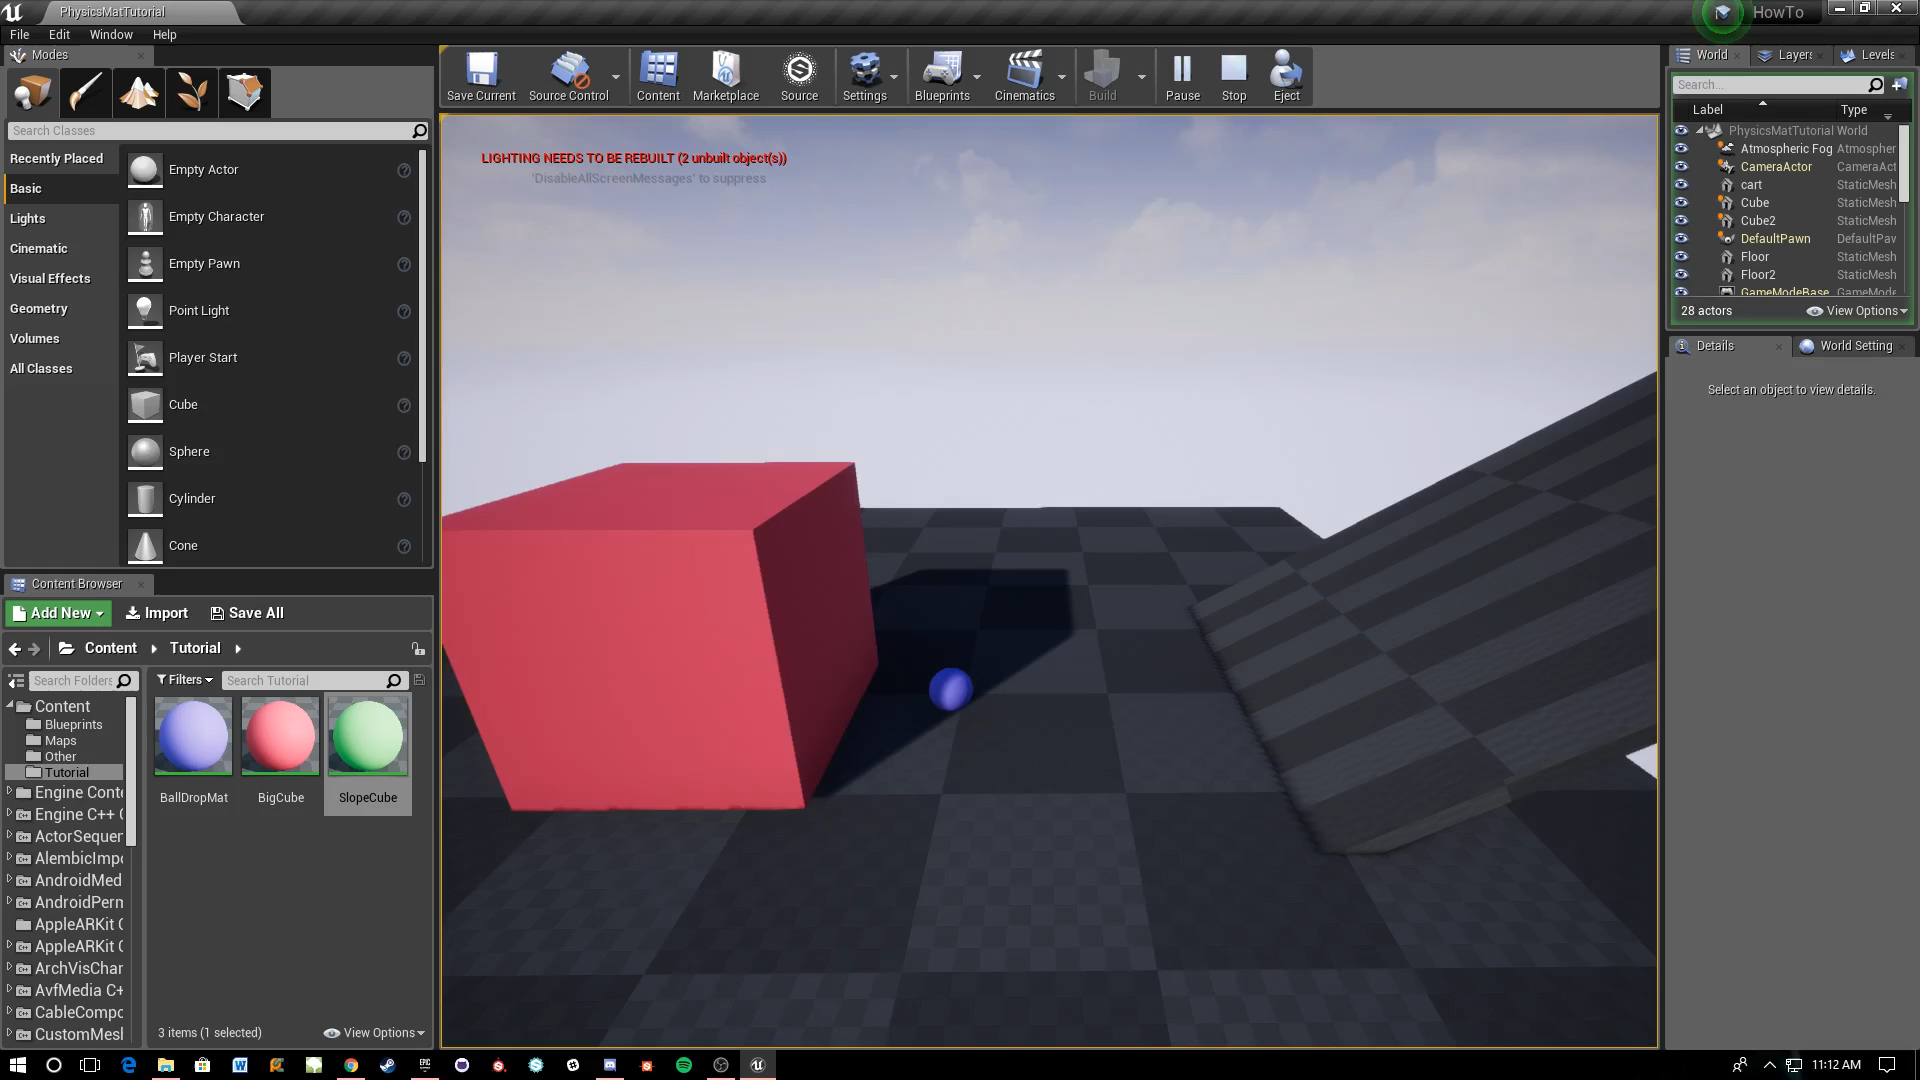 PhysicsMatTutorial
HowTo
File Edit Window Help
Modes
World Layers Levels
Save Current Source Control Content Marketplace Source Settings Blueprints Cinematics Build Pause Stop Eject
Search...
Label Type
Search Classes
Recently Placed
Basic
Lights
Cinematic
Visual Effects
Geometry
Volumes
All Classes
Empty Actor
Empty Character
Empty Pawn
Point Light
Player Start
Cube
Sphere
Cylinder
Cone
LIGHTING NEEDS TO BE REBUILT (2 unbuilt object(s))
'DisableAllScreenMessages' to suppress
PhysicsMatTutorial World
Atmospheric Fog Atmospher
CameraActor CameraAct
cart StaticMesh
Cube StaticMesh
Cube2 StaticMesh
DefaultPawn DefaultPav
Floor StaticMesh
Floor2 StaticMesh
GameModeBase GameMode
28 actors View Options
Details World Setting
Select an object to view details.
Content Browser
Add New Import Save All
Content Tutorial
Search Folders Filters Search Tutorial
Content
Blueprints
Maps
Other
Tutorial
Engine Conte
Engine C++ C
ActorSequen
AlembicImpo
AndroidMed
AndroidPerm
AppleARKit C
AppleARKit C
ArchVisChar
AvfMedia C+
CableCompo
CustomMesh
BallDropMat BigCube SlopeCube
3 items (1 selected) View Options
EPIC
11:12 AM